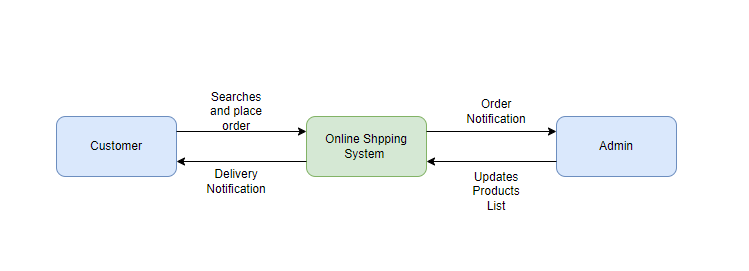 Searches
and place
order
Customer
Delivery
Notification
Online Shpping
System
Order
Notification
Updates
Products
List
Admin